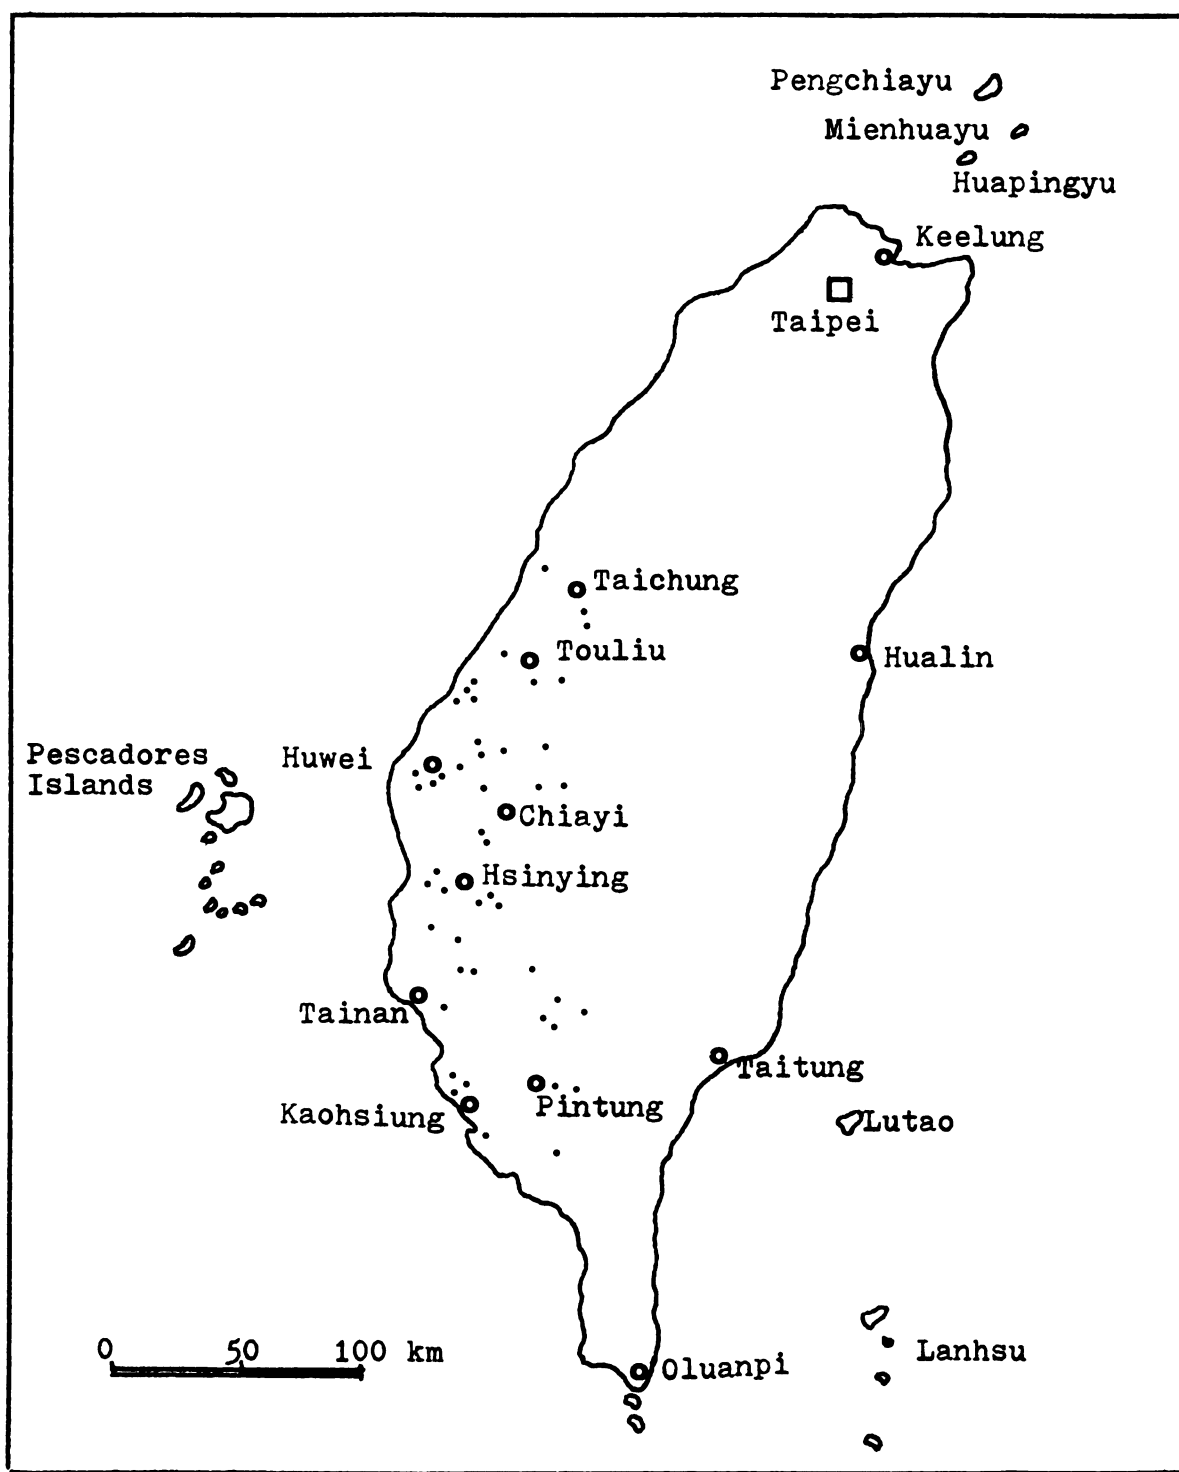 Pengchiayu
Mienhuayu
Huapingyu
Keelung
Taipei
Taichung
Touliu
Hualin
Pescadores
Islands
Huwei
Chiayi
Hsinying
Tainan
Taitung
Kaohsiung
Pintung
Lutao
0 50 100 km
Lanhsu
Oluanpi